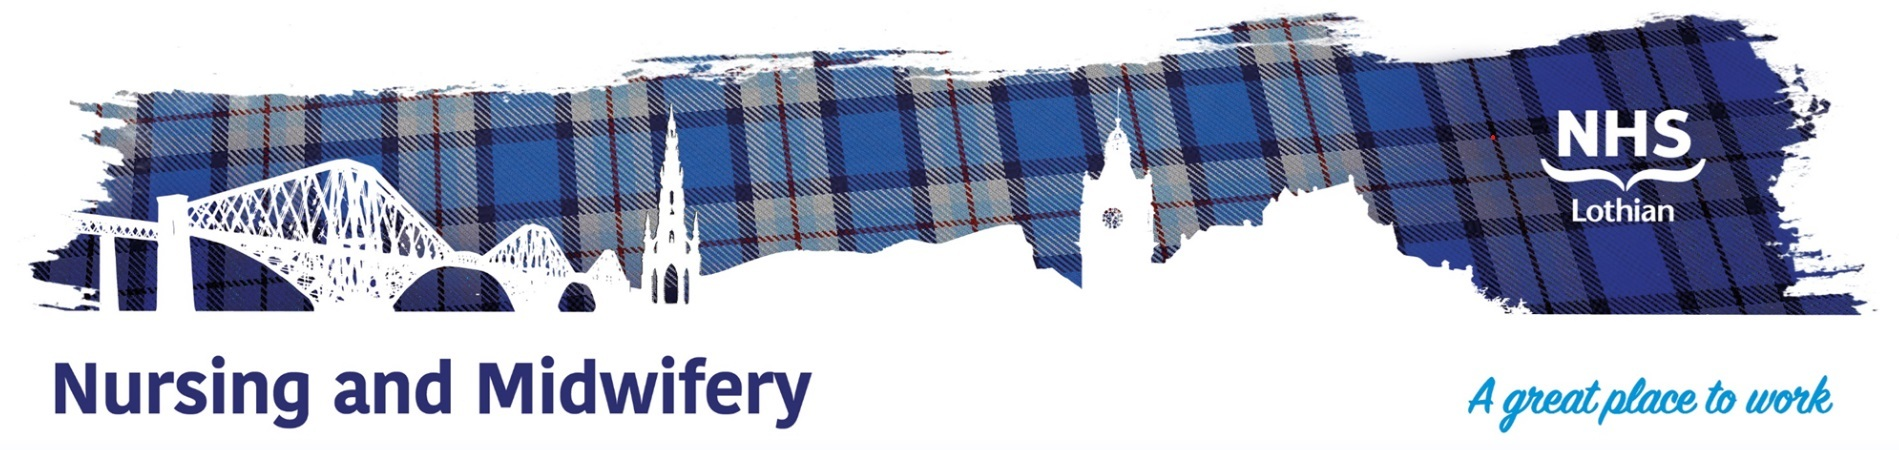 NHS
Lothian
Nursing and Midwifery
A great place to work